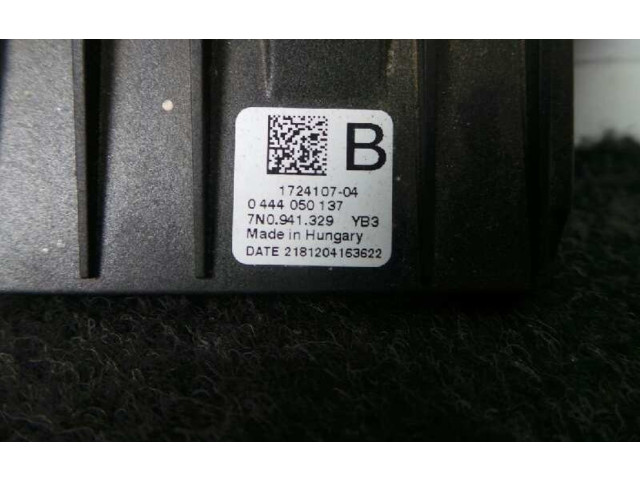 B
1724107-04
0 444 050 137
7N0.941.329 YB3
Made in Hungary
DATE 2181204163622